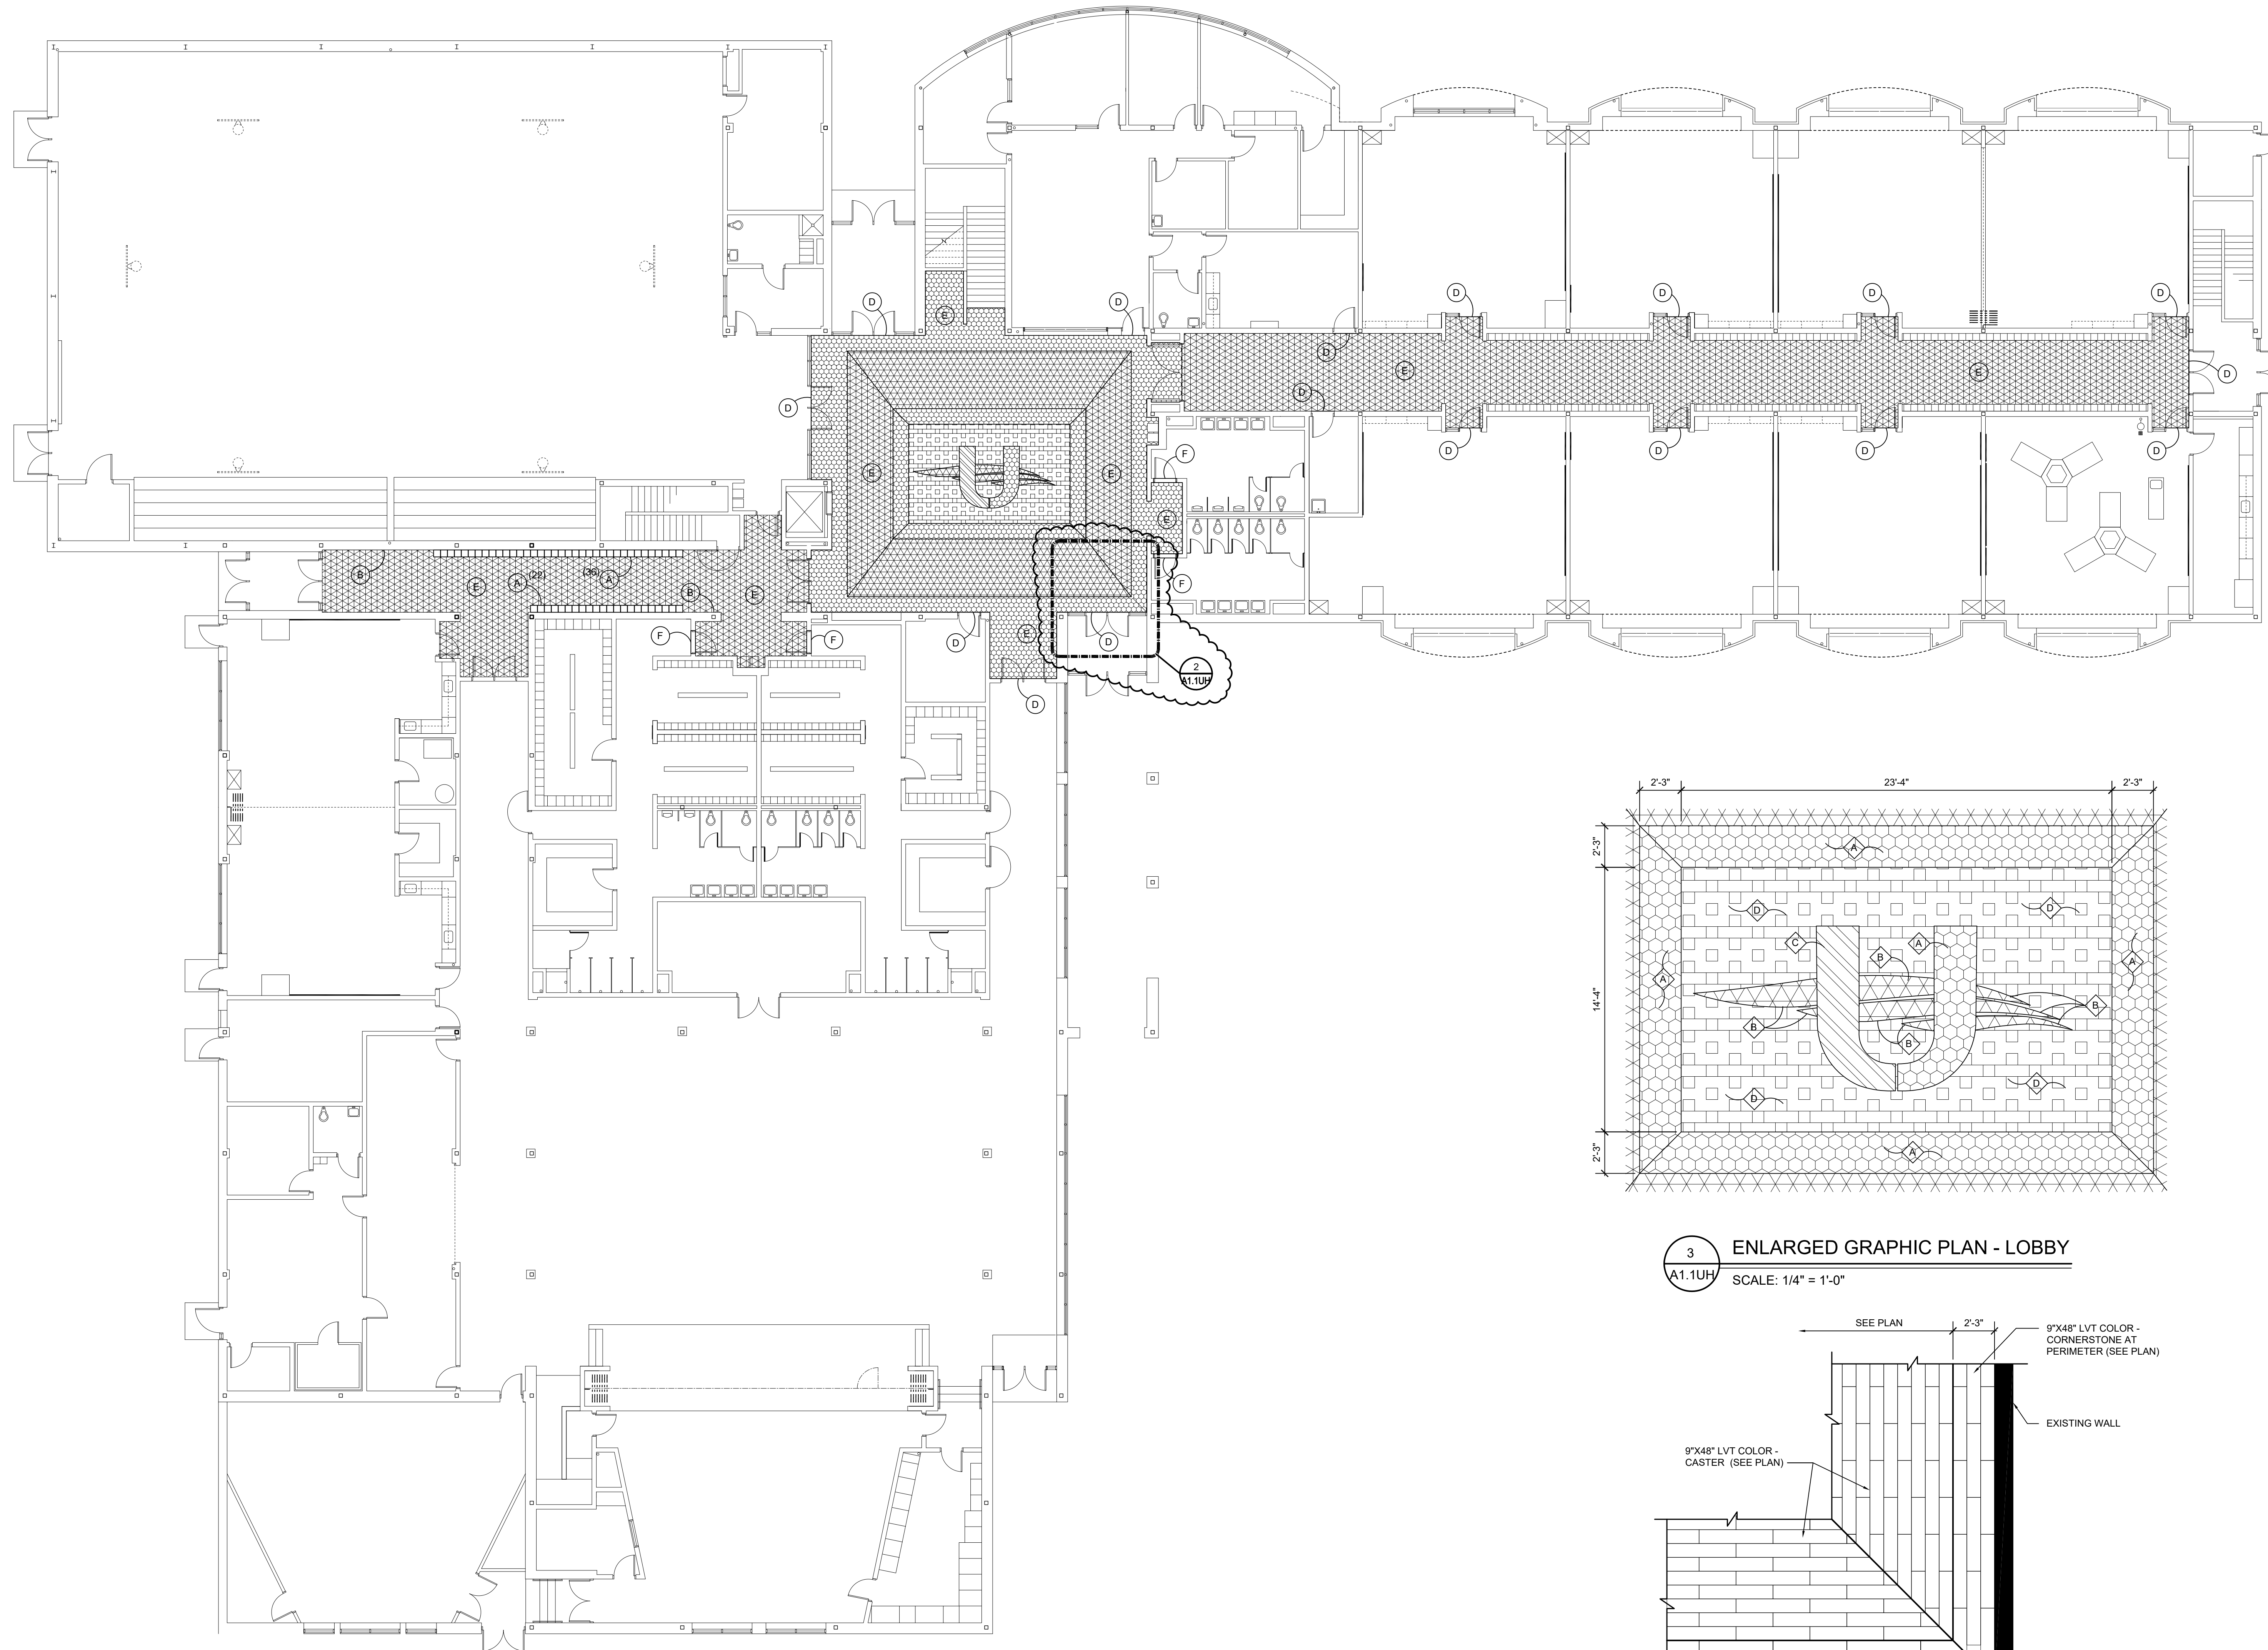 D
D
D
D
D
D
E
D
D
E
E
D
D
D
E
E
F
D
D
D
D
E
B
E
A
(22)
(36)
A
B
E
F
F
F
D
E
D
D
2
A1.1UH
2'-3"
23'-4"
2'-3"
2'-3"
A
D
D
C
B
A
A
A
14'-4"
B
B
B
D
D
2'-3"
A
3
A1.1UH
ENLARGED GRAPHIC PLAN - LOBBY
SCALE: 1/4" = 1'-0"
SEE PLAN
2'-3"
9"X48" LVT COLOR -
CORNERSTONE AT
PERIMETER (SEE PLAN)
EXISTING WALL
9"X48" LVT COLOR -
CASTER (SEE PLAN)